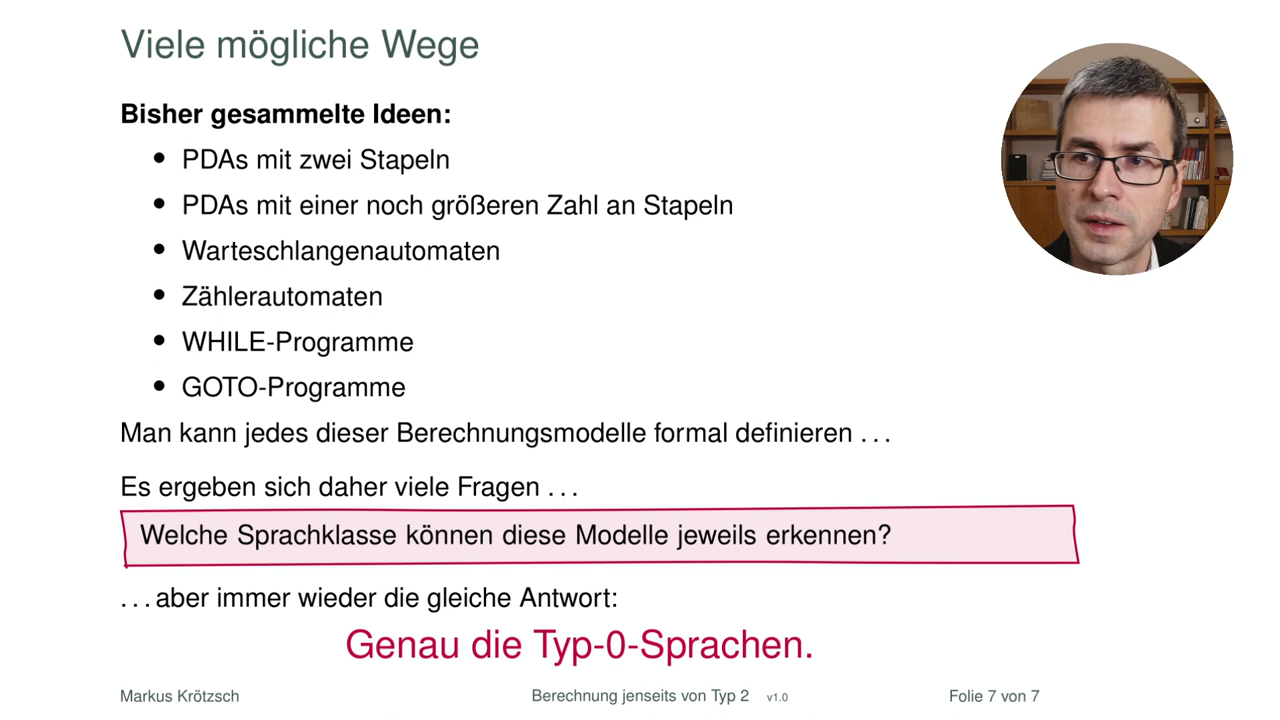 Viele mögliche Wege
Bisher gesammelte Ideen:
• PDAs mit zwei Stapeln
• PDAs mit einer noch größeren Zahl an Stapeln
• Warteschlangenautomaten
• Zählerautomaten
• WHILE-Programme
• GOTO-Programme
Man kann jedes dieser Berechnungsmodelle formal definieren . . .
Es ergeben sich daher viele Fragen . . .
Welche Sprachklasse können diese Modelle jeweils erkennen?
. . . aber immer wieder die gleiche Antwort:
Genau die Typ-0-Sprachen.
Markus Krötzsch Berechnung jenseits von Typ 2 v1.0 Folie 7 von 7